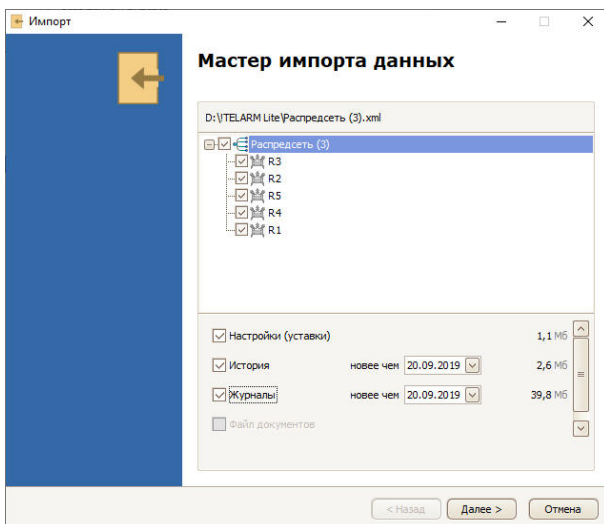 Импорт
Мастер импорта данных
D:\ITELARM Lite\Распредсеть (3).xml
Распредсеть (3)
R3
R2
R5
R4
R1
Настройки (уставки) 1,1 Мб
История новее чем 20.09.2019 2,6 Мб
Журналы новее чем 20.09.2019 39,8 Мб
Файл документов
< Назад Далее > Отмена